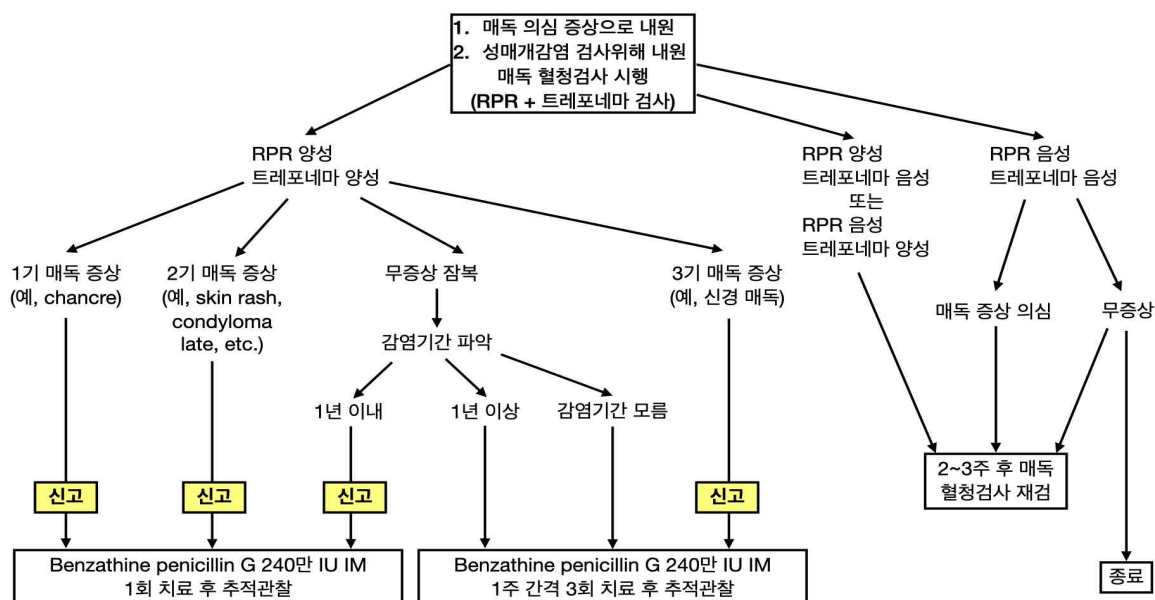 1. 매독 의심 증상으로 내원
2. 성매개감염 검사위해 내원
매독 혈청검사 시행
(RPR + 트레포네마 검사)
RPR 양성
트레포네마 양성
RPR 양성
트레포네마 음성
또는
RPR 음성
트레포네마 양성
RPR 음성
트레포네마 음성
1기 매독 증상
(예, chancre)
2기 매독 증상
(예, skin rash,
condyloma
late, etc.)
무증상 잠복
감염기간 파악
3기 매독 증상
(예, 신경 매독)
매독 증상 의심
무증상
1년 이내
1년 이상
감염기간 모름
2~3주 후 매독
혈청검사 재검
신고
신고
신고
신고
Benzathine penicillin G 240만 IU IM
1회 치료 후 추적관찰
Benzathine penicillin G 240만 IU IM
1주 간격 3회 치료 후 추적관찰
종료